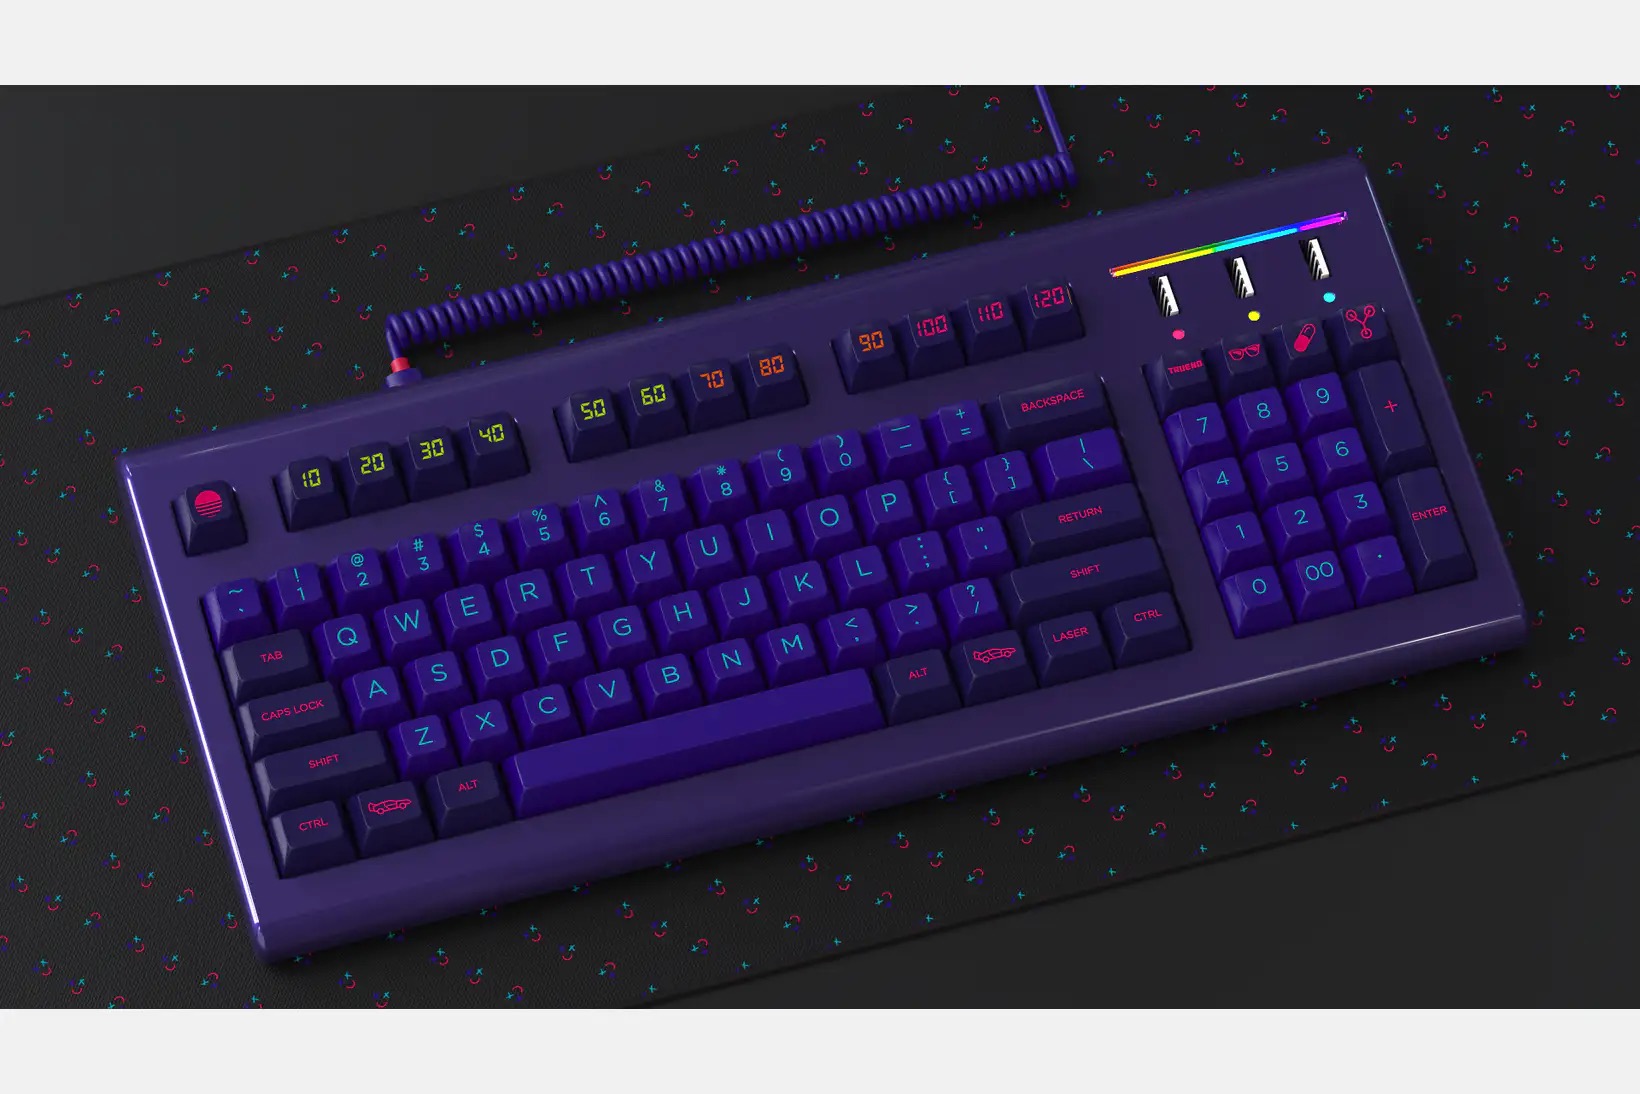 10 20 30 40 50 60 70 80 90 100 110 120
~ ! @ # $ % ^ & * ( ) — +
` 1 2 3 4 5 6 7 8 9 0 – = BACKSPACE
TAB Q W E R T Y U I O P { [ } ] | \
CAPS LOCK A S D F G H J K L : ; " ' RETURN
SHIFT Z X C V B N M < , > . ? / SHIFT
CTRL ALT ALT LASER CTRL
TRUENO
7 8 9 +
4 5 6
1 2 3 ENTER
0 00 .